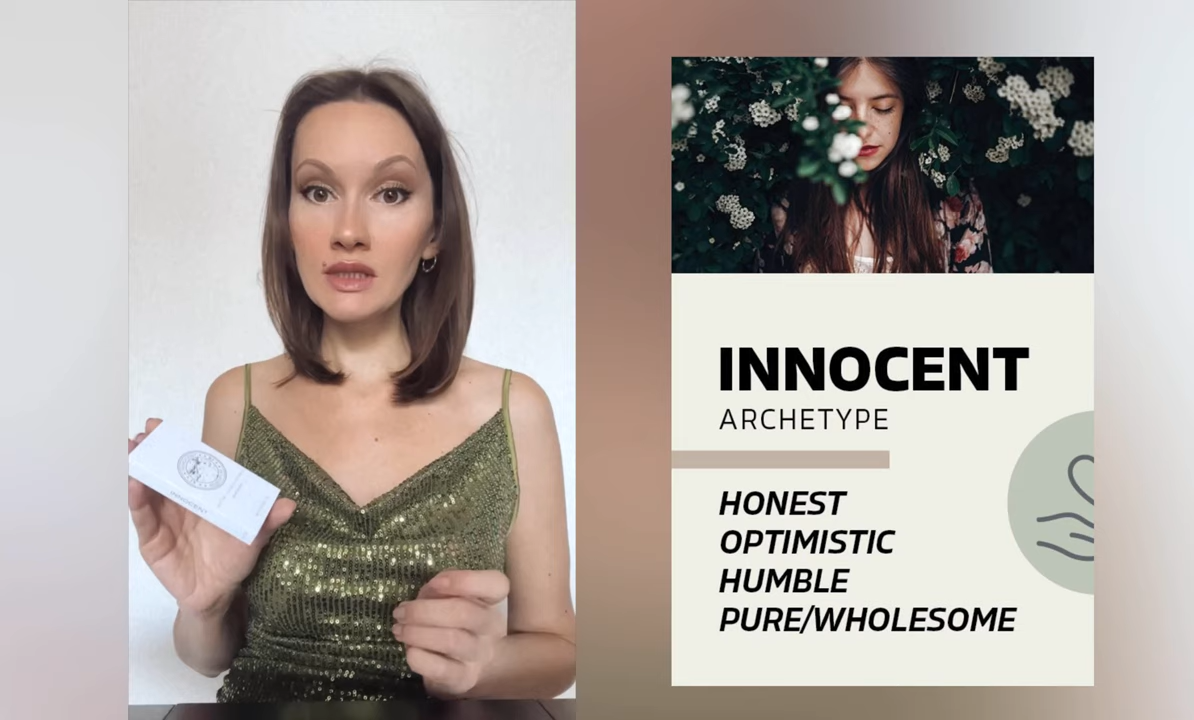 INNOCENT
ARCHETYPE
HONEST
OPTIMISTIC
HUMBLE
PURE/WHOLESOME